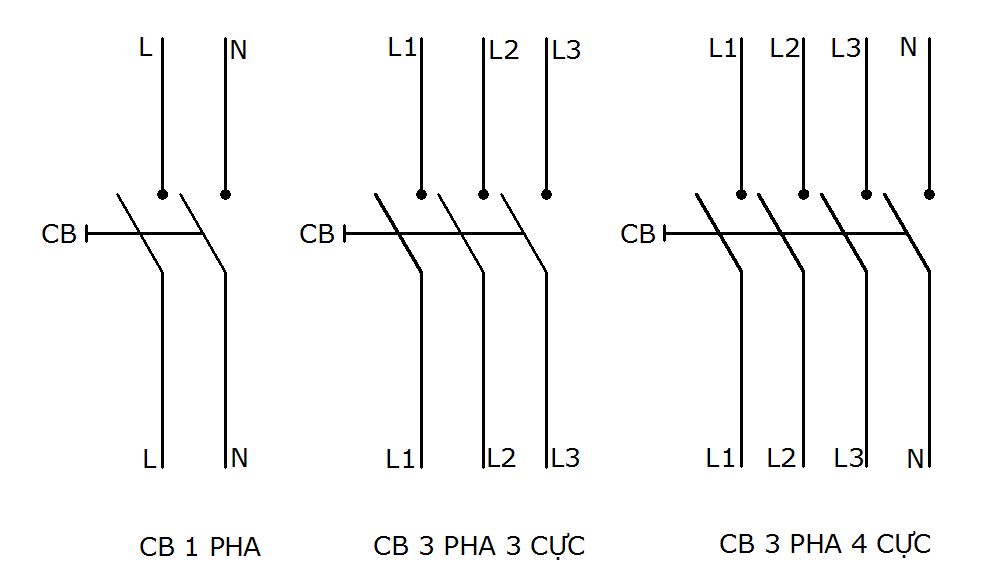 L N L1 L2 L3 L1 L2 L3 N
CB CB CB
L N L1 L2 L3 L1 L2 L3 N
CB 1 PHA CB 3 PHA 3 CỰC CB 3 PHA 4 CỰC